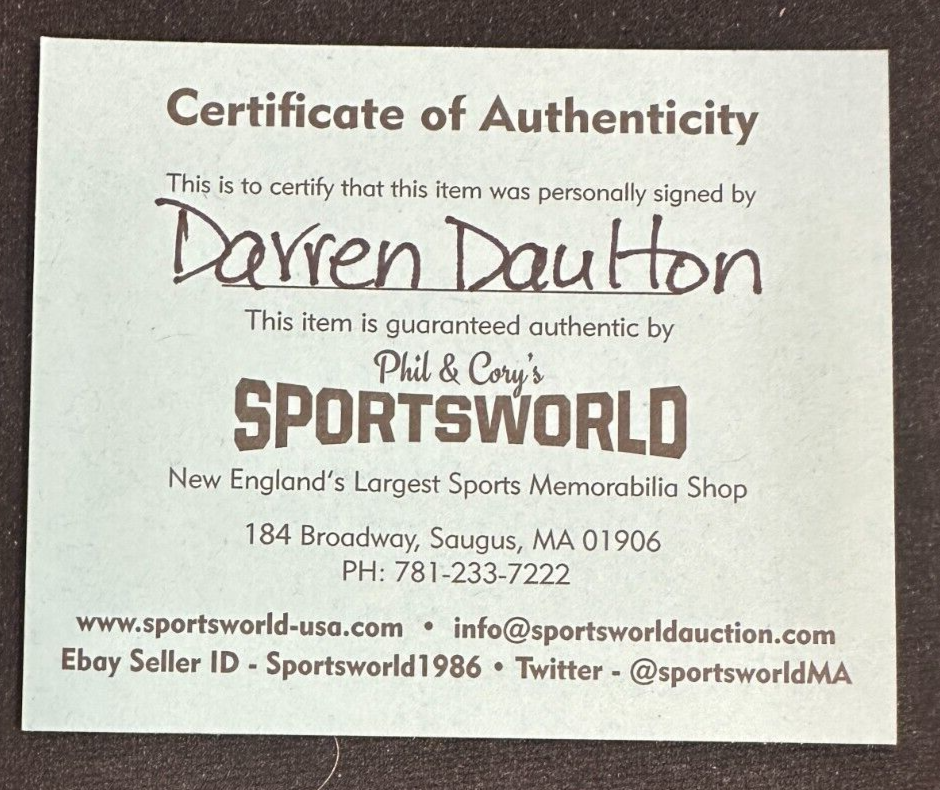 Certificate of Authenticity
This is to certify that this item was personally signed by
Darren Daulton
This item is guaranteed authentic by
Phil & Cory's
SPORTSWORLD
New England's Largest Sports Memorabilia Shop
184 Broadway, Saugus, MA 01906
PH: 781-233-7222
www.sportsworld-usa.com • info@sportsworldauction.com
Ebay Seller ID - Sportsworld1986 • Twitter - @sportsworldMA